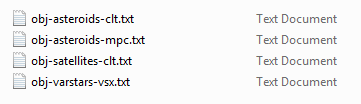 obj-asteroids-clt.txt Text Document
obj-asteroids-mpc.txt Text Document
obj-satellites-clt.txt Text Document
obj-varstars-vsx.txt Text Document